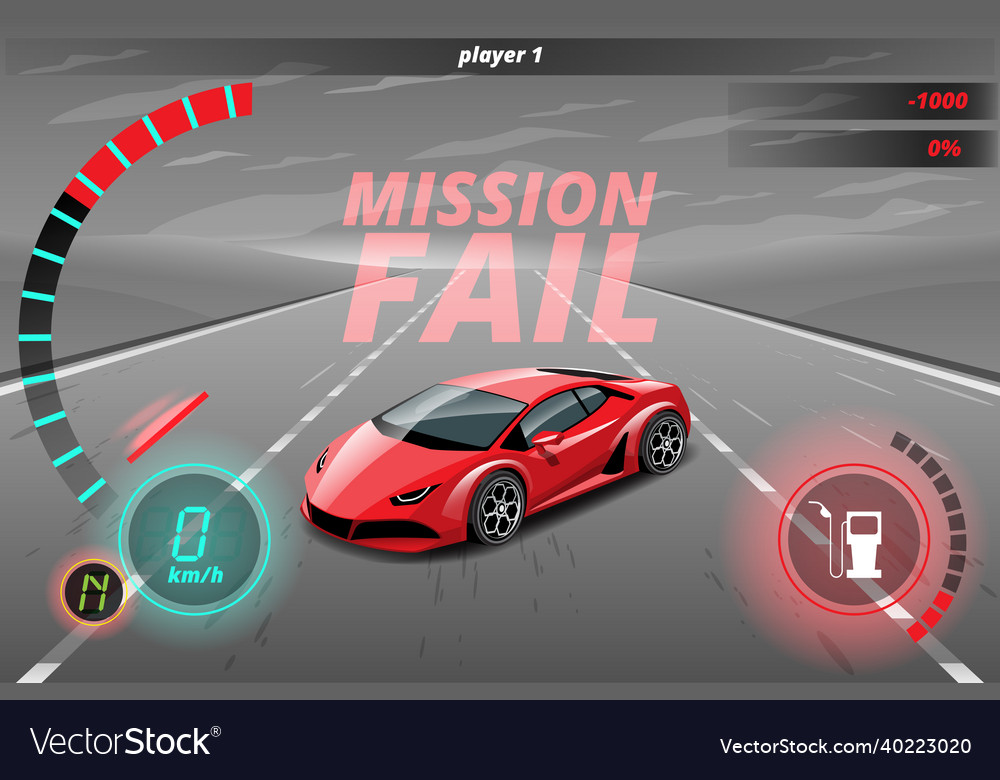 player 1
-1000
0%
MISSION
FAIL
0
km/h
N
VectorStock®
VectorStock.com/40223020